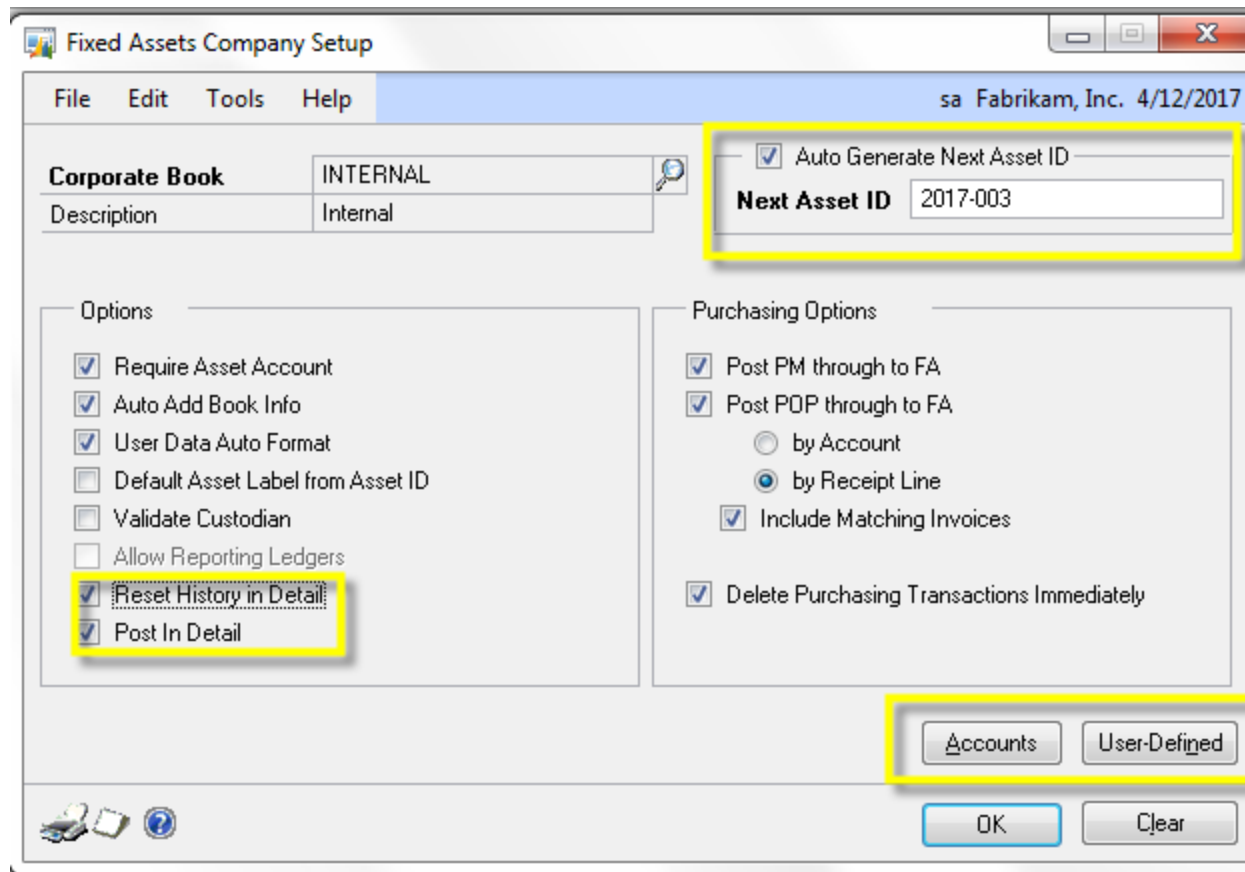 Fixed Assets Company Setup
File Edit Tools Help sa Fabrikam, Inc. 4/12/2017
Auto Generate Next Asset ID
Corporate Book INTERNAL
Next Asset ID 2017-003
Description Internal
Options
Require Asset Account
Auto Add Book Info
User Data Auto Format
Default Asset Label from Asset ID
Validate Custodian
Allow Reporting Ledgers
Reset History in Detail
Post In Detail
Purchasing Options
Post PM through to FA
Post POP through to FA
by Account
by Receipt Line
Include Matching Invoices
Delete Purchasing Transactions Immediately
Accounts User-Defined
OK Clear